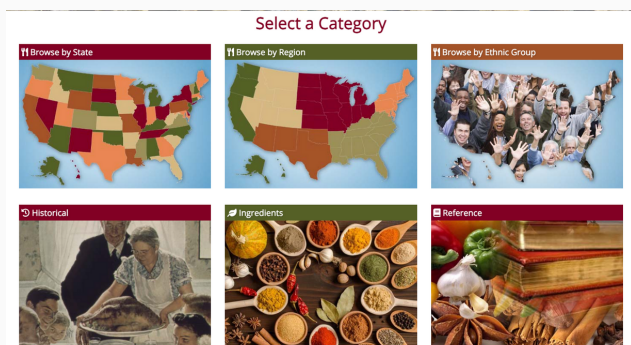 Select a Category
Browse by State
Browse by Region
Browse by Ethnic Group
Historical
Ingredients
Reference